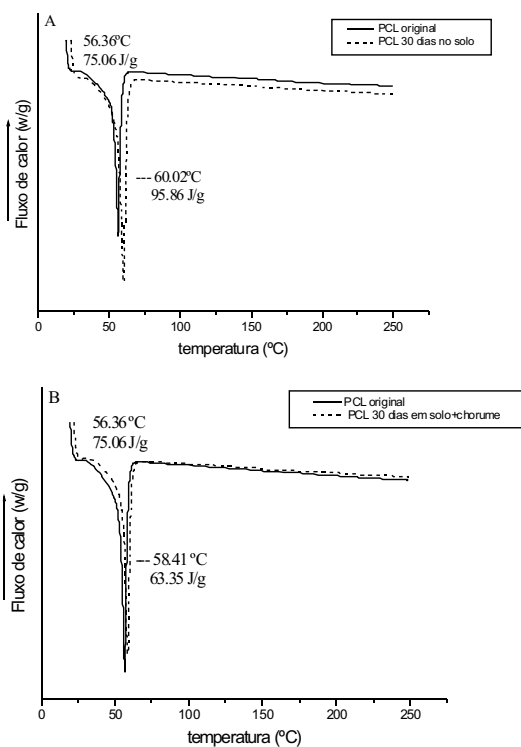 A
PCL original
PCL 30 dias no solo
56.36ºC
75.06 J/g
--- 60.02ºC
95.86 J/g
Fluxo de calor (w/g)
0 50 100 150 200 250
temperatura (ºC)
B
PCL original
PCL 30 dias em solo+chorume
56.36 ºC
75.06 J/g
--- 58.41 ºC
63.35 J/g
Fluxo de calor (w/g)
0 50 100 150 200 250
temperatura (ºC)